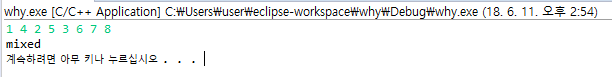 why.exe [C/C++ Application] C:₩Users₩user₩eclipse-workspace₩why₩Debug₩why.exe (18. 6. 11. 오후 2:54)
1 4 2 5 3 6 7 8
mixed
계속하려면 아무 키나 누르십시오 . . .